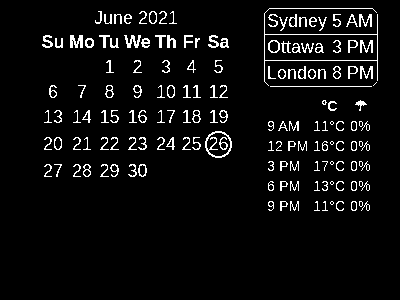 June 2021
Su Mo Tu We Th Fr Sa
1 2 3 4 5
6 7 8 9 10 11 12
13 14 15 16 17 18 19
20 21 22 23 24 25 26
27 28 29 30
Sydney 5 AM
Ottawa 3 PM
London 8 PM
°C ☂
9 AM 11°C 0%
12 PM 16°C 0%
3 PM 17°C 0%
6 PM 13°C 0%
9 PM 11°C 0%